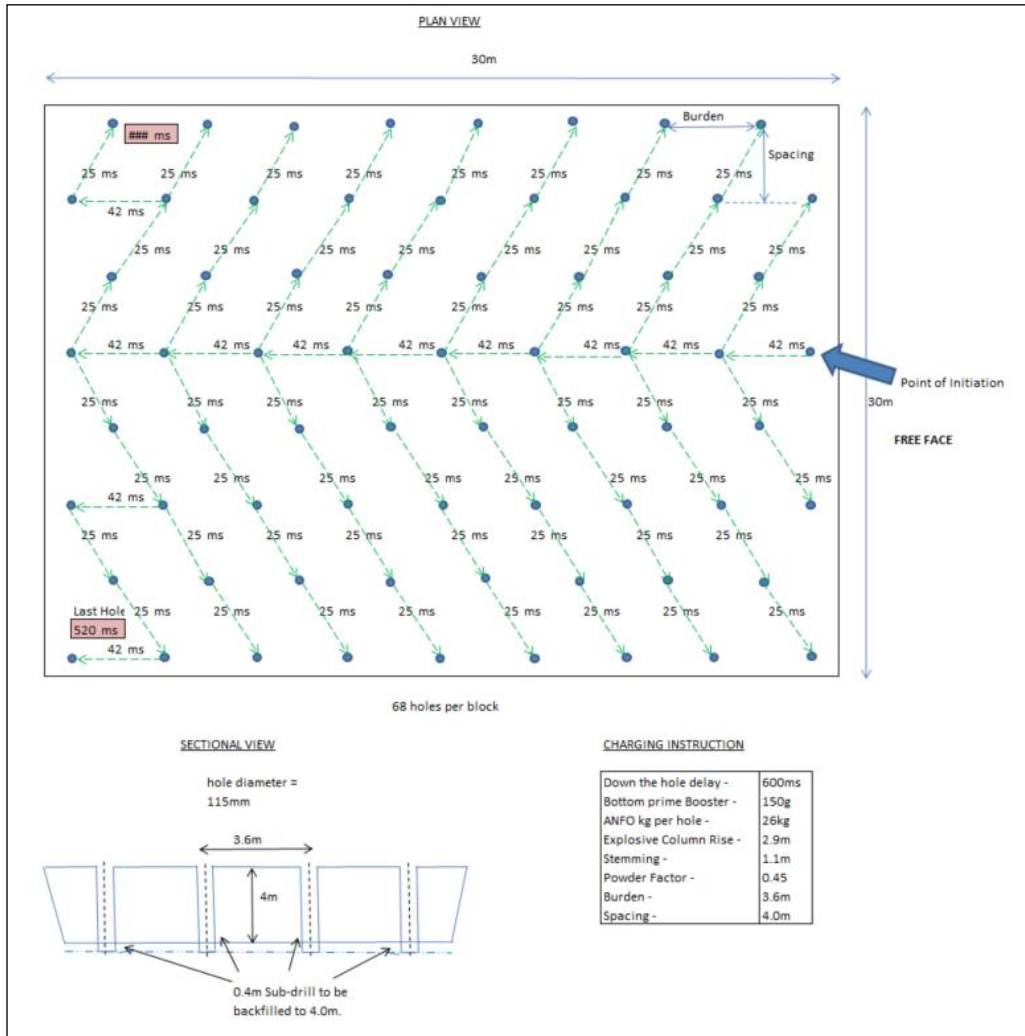 PLAN VIEW
30m
### ms
Burden
Spacing
25 ms 25 ms 25 ms 25 ms 25 ms 25 ms 25 ms 25 ms
42 ms
25 ms 25 ms 25 ms 25 ms 25 ms 25 ms 25 ms 25 ms
25 ms 25 ms 25 ms 25 ms 25 ms 25 ms 25 ms 25 ms
42 ms 42 ms 42 ms 42 ms 42 ms 42 ms 42 ms 42 ms
Point of Initiation
30m
FREE FACE
25 ms 25 ms 25 ms 25 ms 25 ms 25 ms 25 ms 25 ms
25 ms 25 ms 25 ms 25 ms 25 ms 25 ms 25 ms 25 ms
42 ms
25 ms 25 ms 25 ms 25 ms 25 ms 25 ms 25 ms 25 ms
Last Hole 25 ms 25 ms 25 ms 25 ms 25 ms 25 ms 25 ms
520 ms
42 ms
68 holes per block
SECTIONAL VIEW
hole diameter =
115mm
3.6m
4m
0.4m Sub-drill to be
backfilled to 4.0m.
CHARGING INSTRUCTION
Down the hole delay - 600ms
Bottom prime Booster - 150g
ANFO kg per hole - 26kg
Explosive Column Rise - 2.9m
Stemming - 1.1m
Powder Factor - 0.45
Burden - 3.6m
Spacing - 4.0m